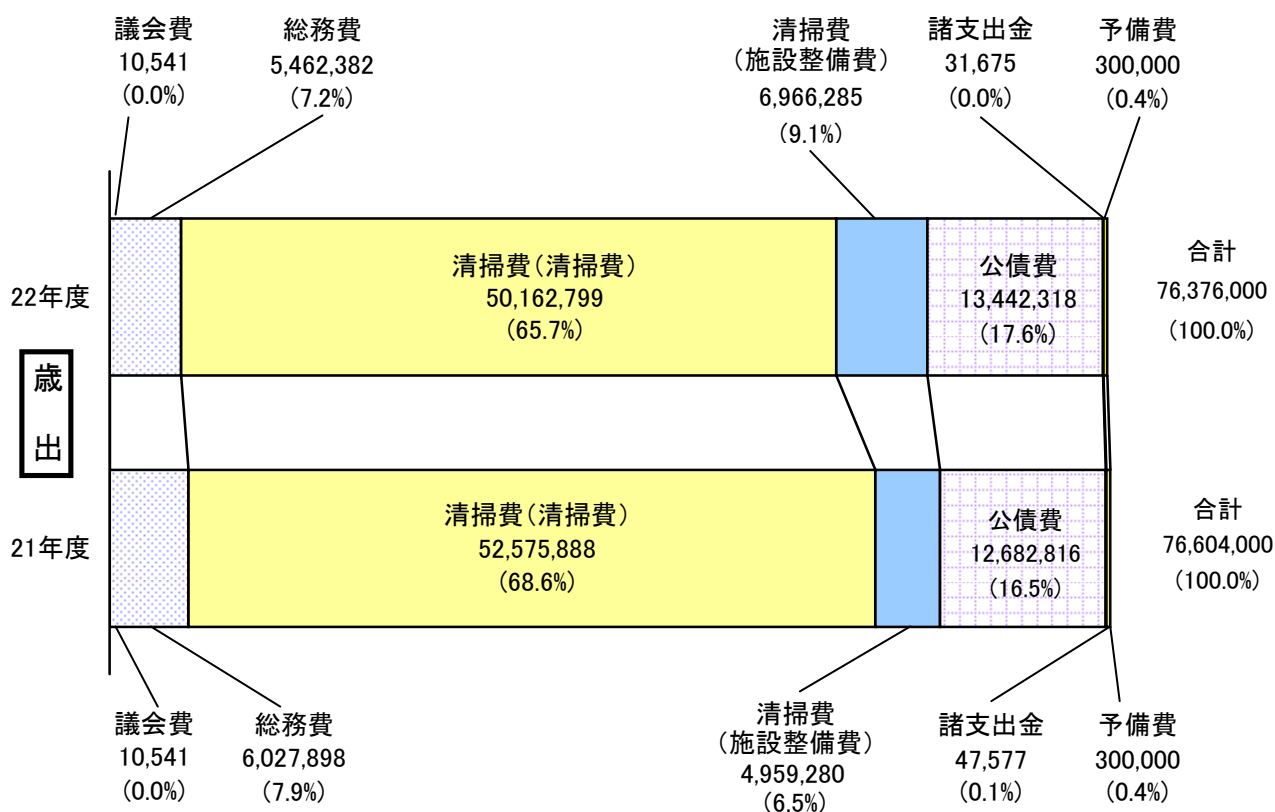 議会費
10,541
(0.0%)
総務費
5,462,382
(7.2%)
清掃費
(施設整備費)
6,966,285
(9.1%)
諸支出金
31,675
(0.0%)
予備費
300,000
(0.4%)
22年度
清掃費(清掃費)
50,162,799
(65.7%)
公債費
13,442,318
(17.6%)
合計
76,376,000
(100.0%)
歳
出
21年度
清掃費(清掃費)
52,575,888
(68.6%)
公債費
12,682,816
(16.5%)
合計
76,604,000
(100.0%)
議会費
10,541
(0.0%)
総務費
6,027,898
(7.9%)
清掃費
(施設整備費)
4,959,280
(6.5%)
諸支出金
47,577
(0.1%)
予備費
300,000
(0.4%)